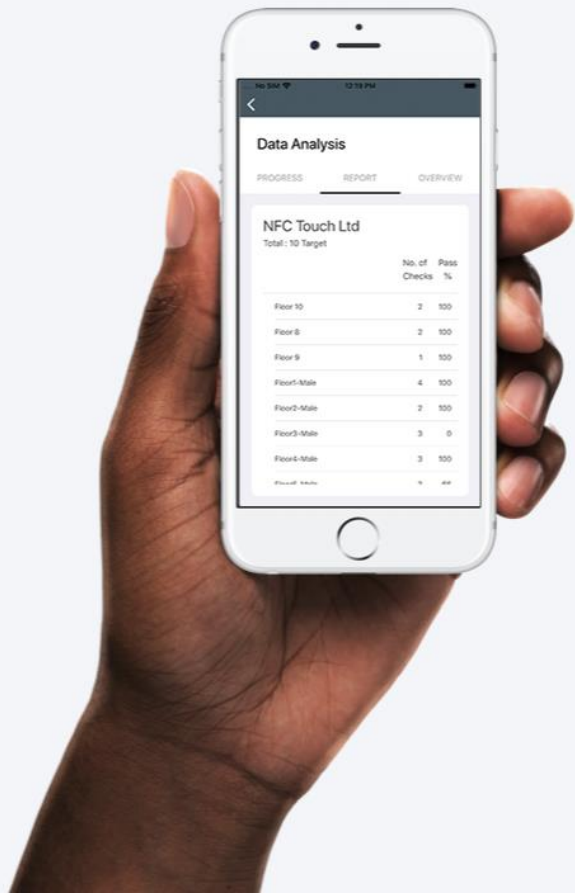 No SIM 12:19 PM
Data Analysis
PROGRESS REPORT OVERVIEW
NFC Touch Ltd
Total : 10 Target
No. of Pass
Checks %
Floor 10 2 100
Floor 8 2 100
Floor 9 1 100
Floor1-Male 4 100
Floor2-Male 2 100
Floor3-Male 3 0
Floor4-Male 3 100